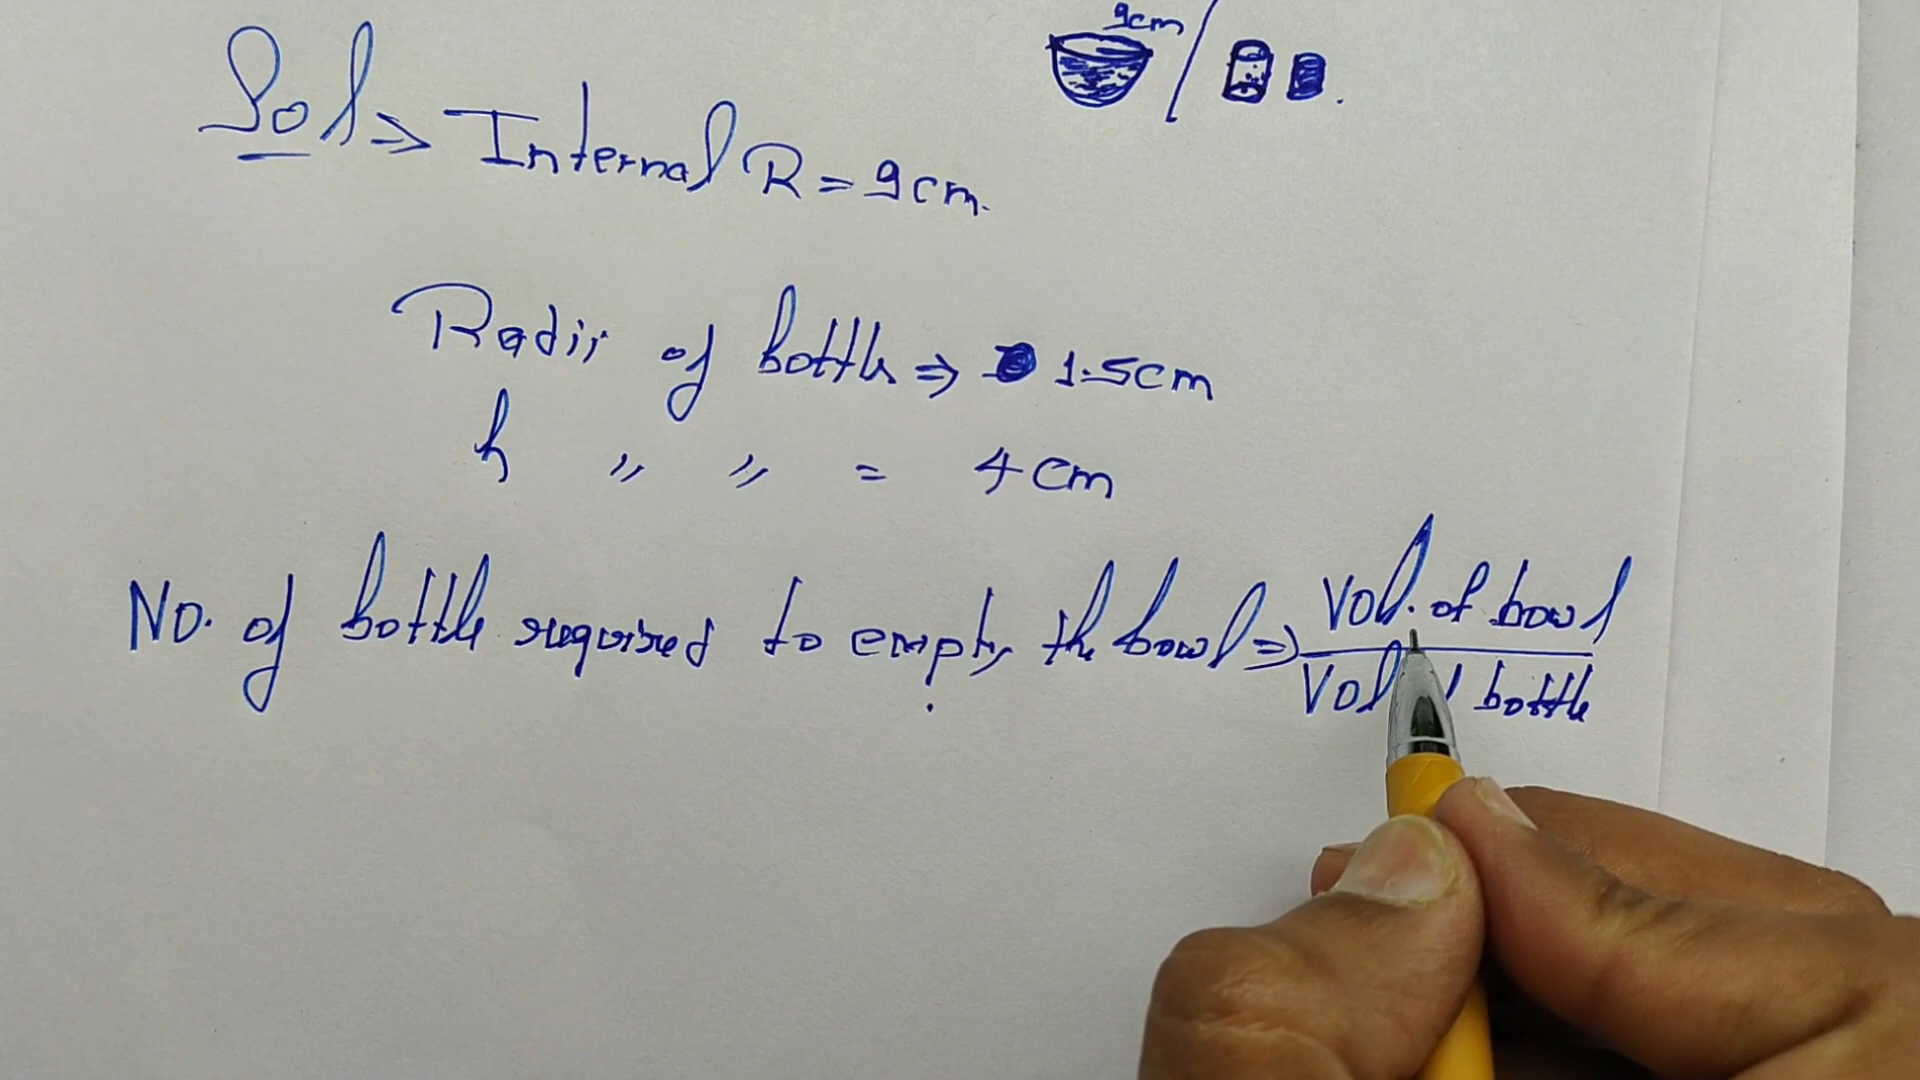 9cm
Sol ⇒ Internal R = 9cm.
Radii of bottle ⇒ 1.5cm
h " " = 4cm
No. of bottle required to empty the bowl ⇒ Vol. of bowl
Vol bottle